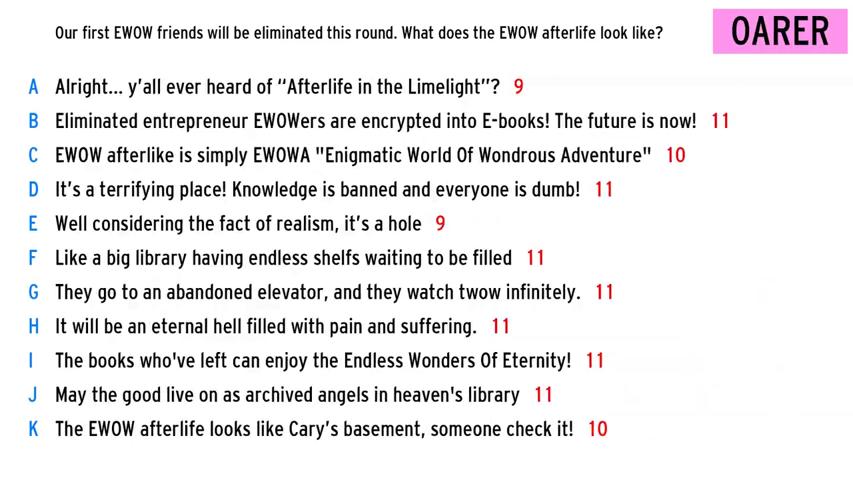 Our first EWOW friends will be eliminated this round. What does the EWOW afterlife look like?
OARER
A Alright... y'all ever heard of “Afterlife in the Limelight”? 9
B Eliminated entrepreneur EWOWers are encrypted into E-books! The future is now! 11
C EWOW afterlike is simply EWOWA "Enigmatic World Of Wondrous Adventure" 10
D It’s a terrifying place! Knowledge is banned and everyone is dumb! 11
E Well considering the fact of realism, it’s a hole 9
F Like a big library having endless shelfs waiting to be filled 11
G They go to an abandoned elevator, and they watch twow infinitely. 11
H It will be an eternal hell filled with pain and suffering. 11
I The books who've left can enjoy the Endless Wonders Of Eternity! 11
J May the good live on as archived angels in heaven's library 11
K The EWOW afterlife looks like Cary’s basement, someone check it! 10